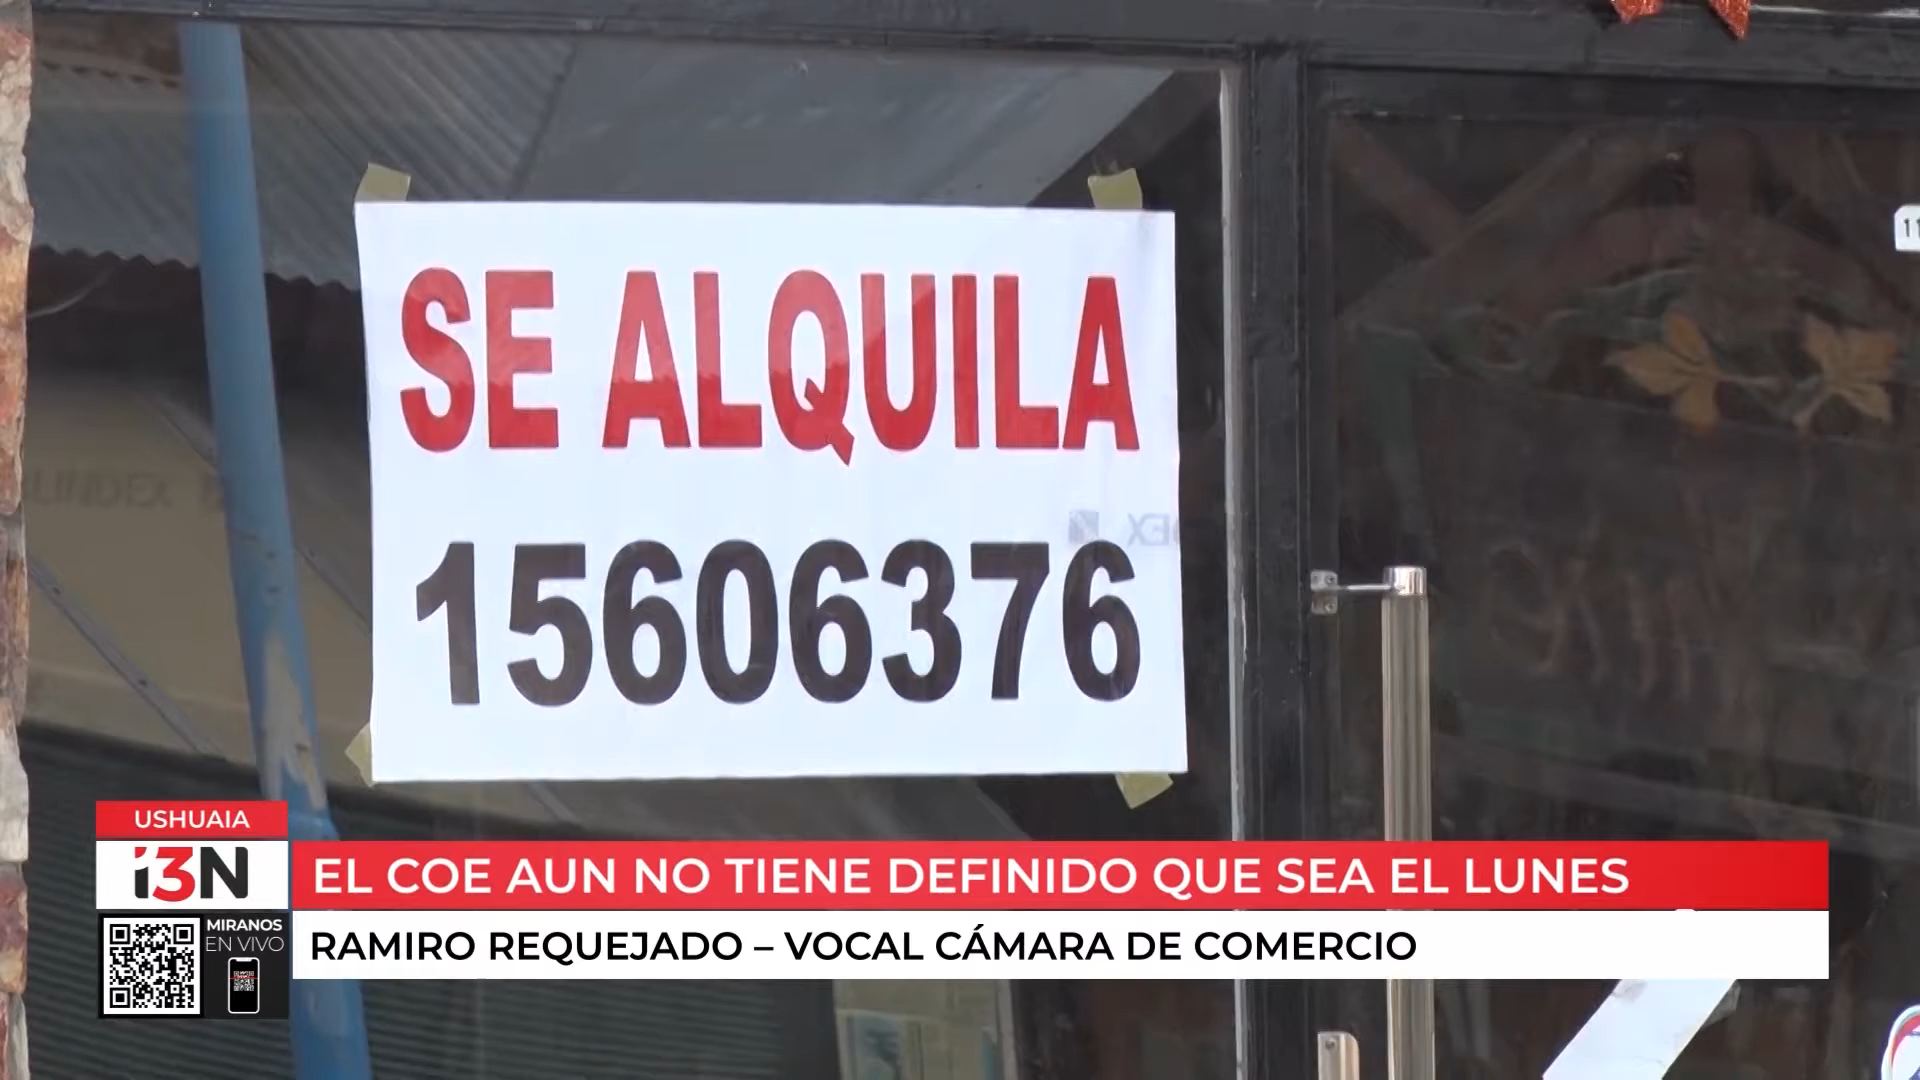 SE ALQUILA
15606376
11
USHUAIA
i3N
EL COE AUN NO TIENE DEFINIDO QUE SEA EL LUNES
MIRANOS
EN VIVO
RAMIRO REQUEJADO – VOCAL CÁMARA DE COMERCIO